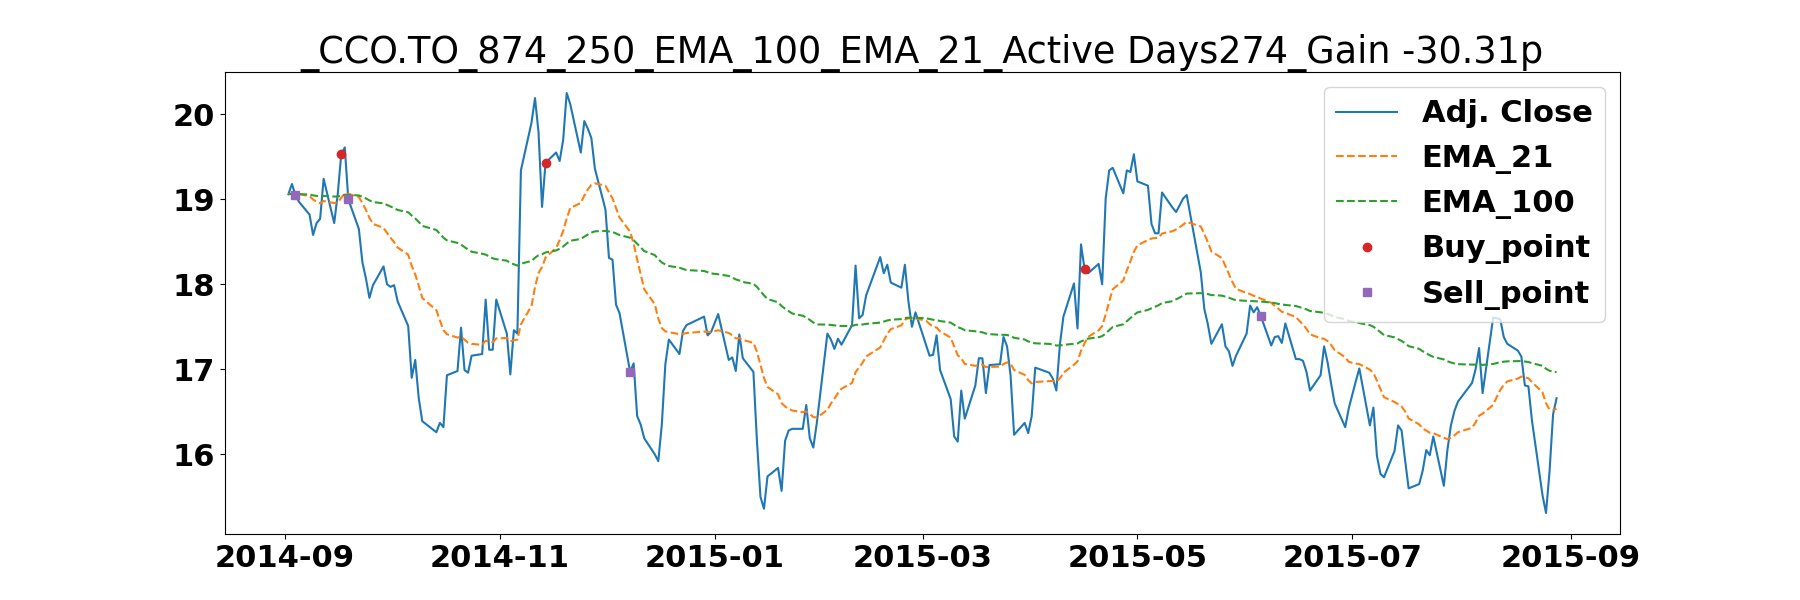 _CCO.TO_874_250_EMA_100_EMA_21_Active Days274_Gain -30.31p
20
19
18
17
16
Adj. Close
EMA_21
EMA_100
Buy_point
Sell_point
2014-09 2014-11 2015-01 2015-03 2015-05 2015-07 2015-09